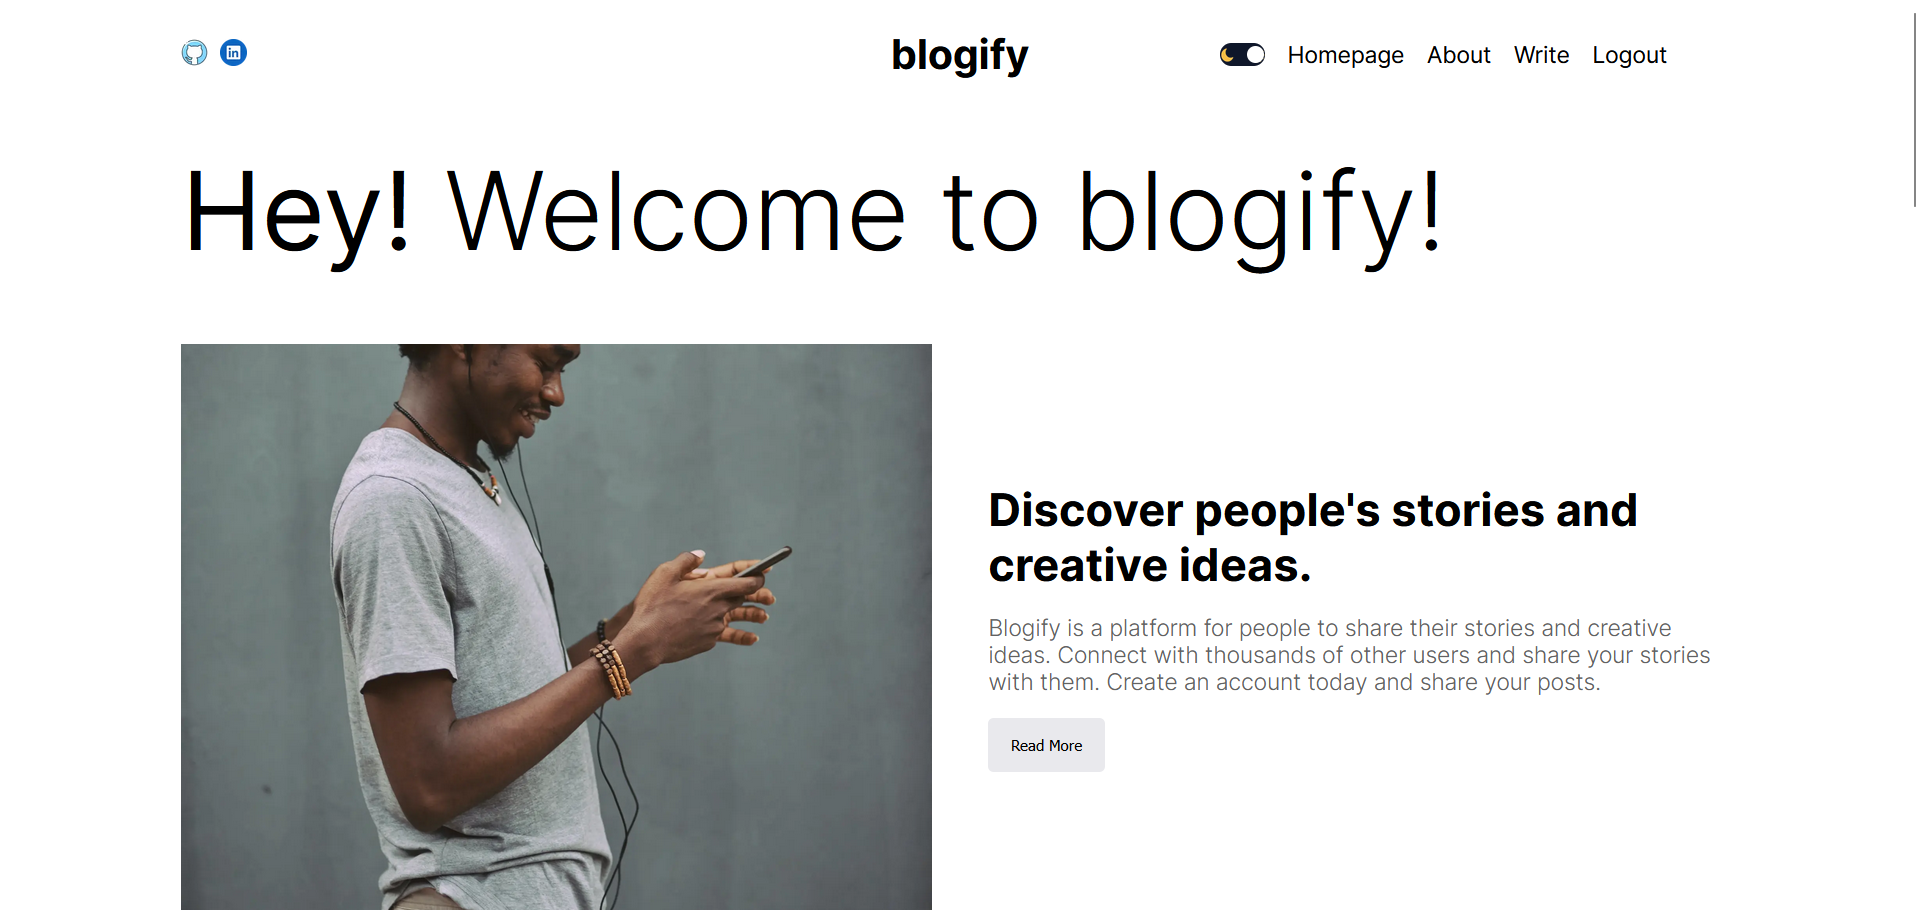 blogify
Homepage About Write Logout
Hey! Welcome to blogify!
Discover people's stories and
creative ideas.
Blogify is a platform for people to share their stories and creative
ideas. Connect with thousands of other users and share your stories
with them. Create an account today and share your posts.
Read More